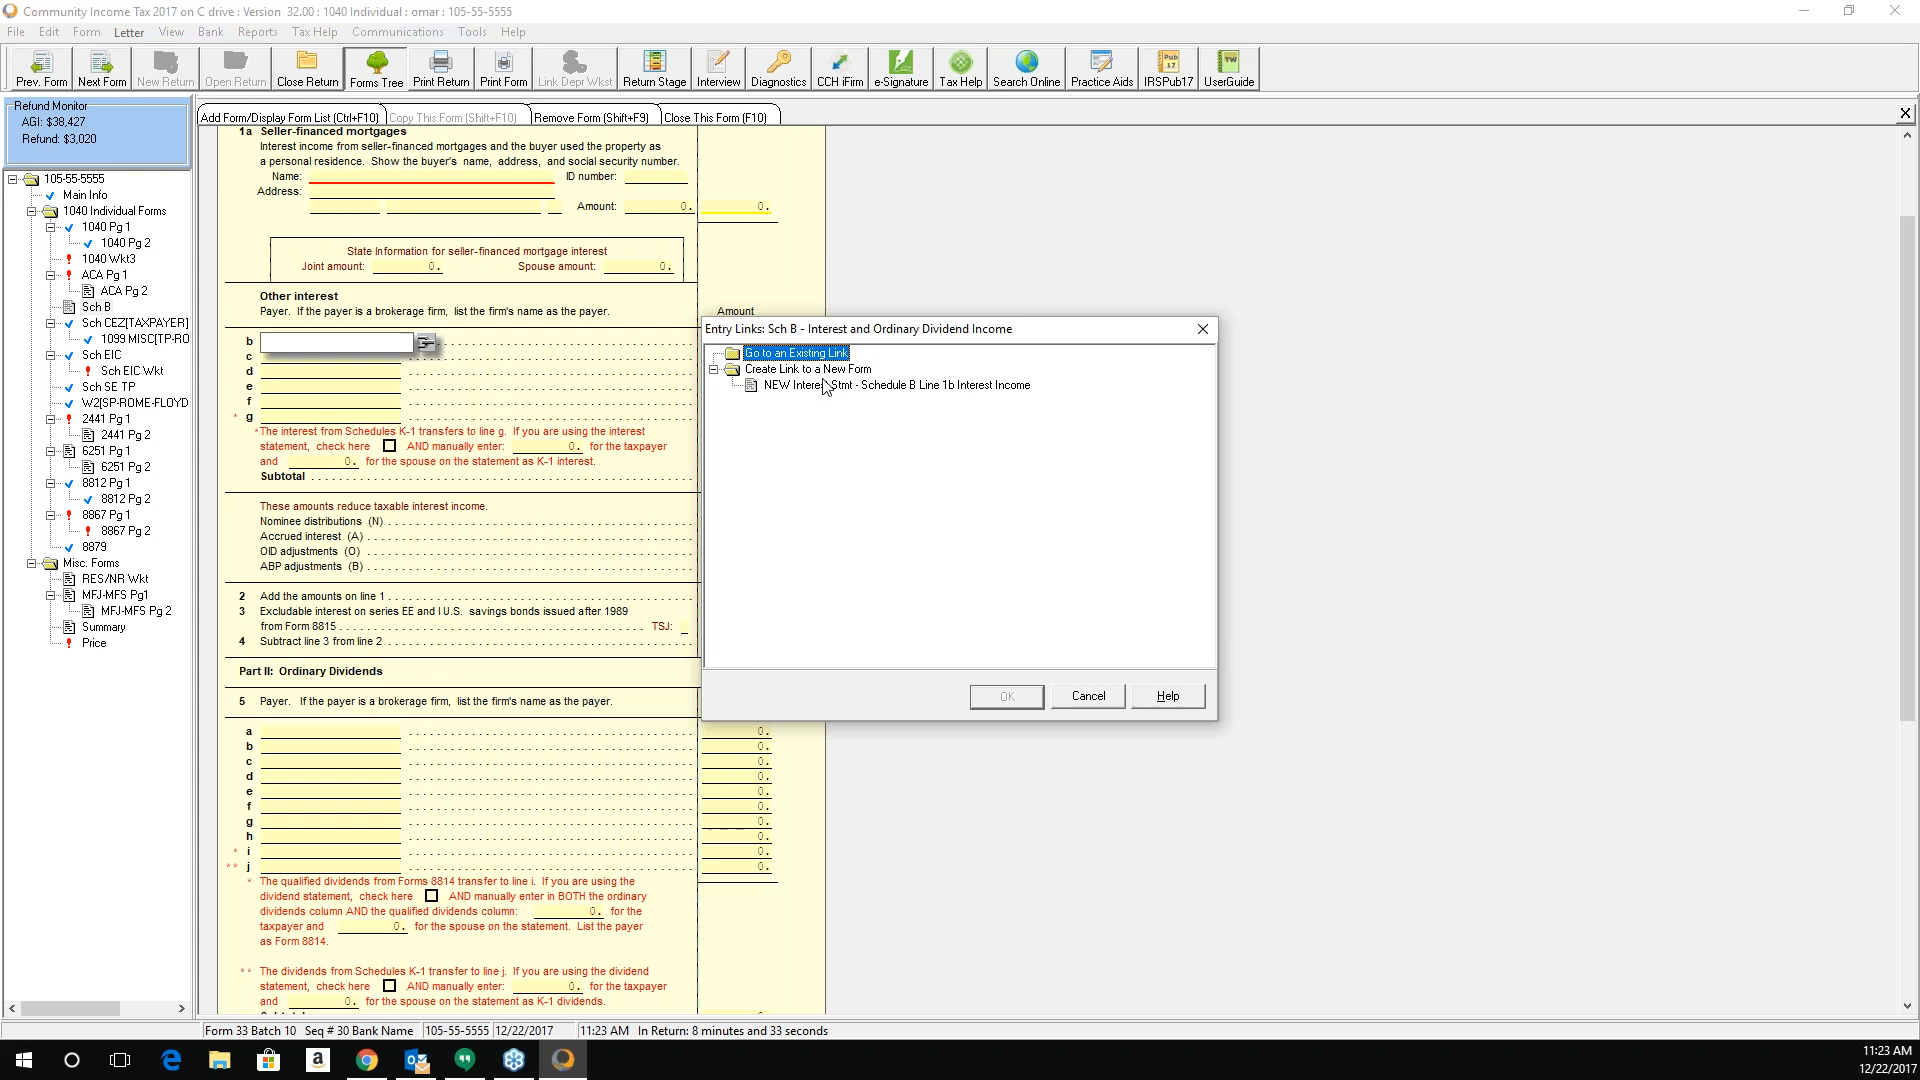 Community Income Tax 2017 on C drive : Version 32.00 : 1040 Individual : omar : 105-55-5555
File Edit Form Letter View Bank Reports Tax Help Communications Tools Help
Prev. Form Next Form New Return Open Return Close Return Forms Tree Print Return Print Form Link Depr Wkst Return Stage Interview Diagnostics CCH iFirm e-Signature Tax Help Search Online Practice Aids IRSPub17 UserGuide
Refund Monitor
AGI: $38,427
Refund: $3,020
Add Form/Display Form List (Ctrl+F10) Copy This Form (Shift+F10) Remove Form (Shift+F9) Close This Form (F10)
105-55-5555
Main Info
1040 Individual Forms
1040 Pg 1
1040 Pg 2
1040 Wkt3
ACA Pg 1
ACA Pg 2
Sch B
Sch CEZ[TAXPAYER]
1099 MISC[TP-RO
Sch EIC
Sch EIC Wkt
Sch SE TP
W2[SP-ROME-FLOYD
2441 Pg 1
2441 Pg 2
6251 Pg 1
6251 Pg 2
8812 Pg 1
8812 Pg 2
8867 Pg 1
8867 Pg 2
8879
Misc. Forms
RES/NR Wkt
MFJ-MFS Pg1
MFJ-MFS Pg 2
Summary
Price
1a Seller-financed mortgages
Interest income from seller-financed mortgages and the buyer used the property as
a personal residence. Show the buyer's name, address, and social security number.
Name: ID number:
Address:
Amount: 0. 0.
State Information for seller-financed mortgage interest
Joint amount: 0. Spouse amount: 0.
Other interest
Payer. If the payer is a brokerage firm, list the firm's name as the payer. Amount
b
c
d
e
f
* g
*The interest from Schedules K-1 transfers to line g. If you are using the interest
statement, check here AND manually enter: 0. for the taxpayer
and 0. for the spouse on the statement as K-1 interest.
Subtotal
These amounts reduce taxable interest income.
Nominee distributions (N)
Accrued interest (A)
OID adjustments (O)
ABP adjustments (B)
2 Add the amounts on line 1
3 Excludable interest on series EE and I U.S. savings bonds issued after 1989
from Form 8815 TSJ:
4 Subtract line 3 from line 2
Part II: Ordinary Dividends
5 Payer. If the payer is a brokerage firm, list the firm's name as the payer.
a 0.
b 0.
c 0.
d 0.
e 0.
f 0.
g 0.
h 0.
* i 0.
** j 0.
* The qualified dividends from Forms 8814 transfer to line i. If you are using the
dividend statement, check here AND manually enter in BOTH the ordinary
dividends column AND the qualified dividends column: 0. for the
taxpayer and 0. for the spouse on the statement. List the payer
as Form 8814.
** The dividends from Schedules K-1 transfer to line j. If you are using the dividend
statement, check here AND manually enter: 0. for the taxpayer
and 0. for the spouse on the statement as K-1 dividends.
Entry Links: Sch B - Interest and Ordinary Dividend Income
Go to an Existing Link
Create Link to a New Form
NEW Interest Stmt - Schedule B Line 1b Interest Income
OK Cancel Help
Form 33 Batch 10 Seq # 30 Bank Name 105-55-5555 12/22/2017 11:23 AM In Return: 8 minutes and 33 seconds
11:23 AM
12/22/2017